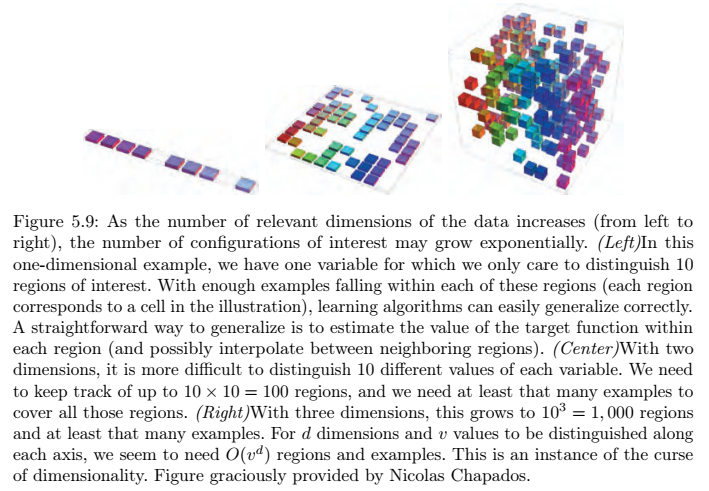 Figure 5.9: As the number of relevant dimensions of the data increases (from left to
right), the number of configurations of interest may grow exponentially. (Left)In this
one-dimensional example, we have one variable for which we only care to distinguish 10
regions of interest. With enough examples falling within each of these regions (each region
corresponds to a cell in the illustration), learning algorithms can easily generalize correctly.
A straightforward way to generalize is to estimate the value of the target function within
each region (and possibly interpolate between neighboring regions). (Center)With two
dimensions, it is more difficult to distinguish 10 different values of each variable. We need
to keep track of up to 10 × 10 = 100 regions, and we need at least that many examples to
cover all those regions. (Right)With three dimensions, this grows to 10³ = 1, 000 regions
and at least that many examples. For d dimensions and v values to be distinguished along
each axis, we seem to need O(vᵈ) regions and examples. This is an instance of the curse
of dimensionality. Figure graciously provided by Nicolas Chapados.